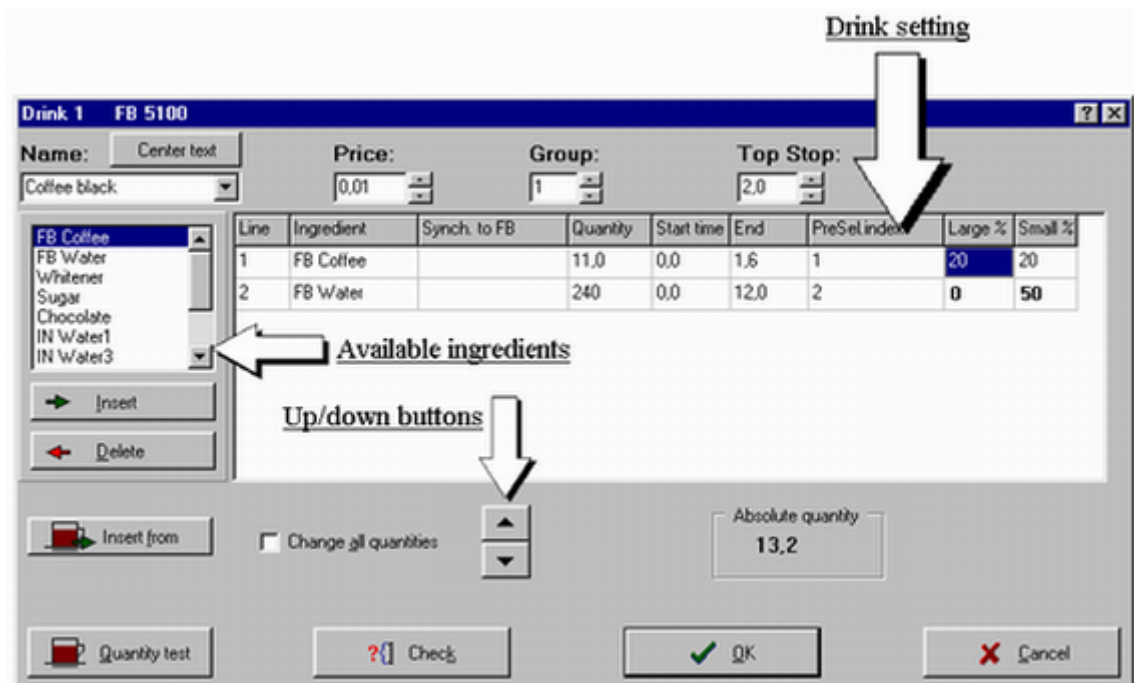 Drink setting
Drink 1 FB 5100
Name: Center text Price: Group: Top Stop:
Coffee black 0,01 1 2,0
Line Ingredient Synch. to FB Quantity Start time End PreSel.index Large % Small %
1 FB Coffee 11,0 0,0 1,6 1 20 20
2 FB Water 240 0,0 12,0 2 0 50
FB Coffee
FB Water
Whitener
Sugar
Chocolate
IN Water1
IN Water3
Available ingredients
Insert
Up/down buttons
Delete
Insert from
Change all quantities
Absolute quantity
13,2
Quantity test
?{] Check
OK
Cancel